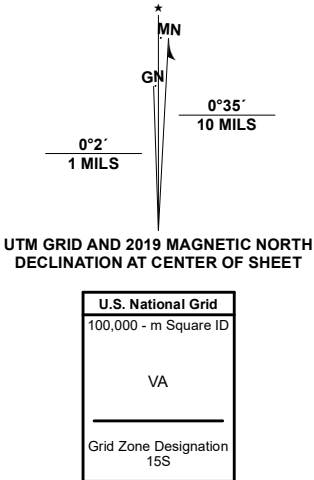 ★
MN
GN
0°35´
10 MILS
0°2´
1 MILS
UTM GRID AND 2019 MAGNETIC NORTH
DECLINATION AT CENTER OF SHEET
U.S. National Grid
100,000 - m Square ID
VA
Grid Zone Designation
15S